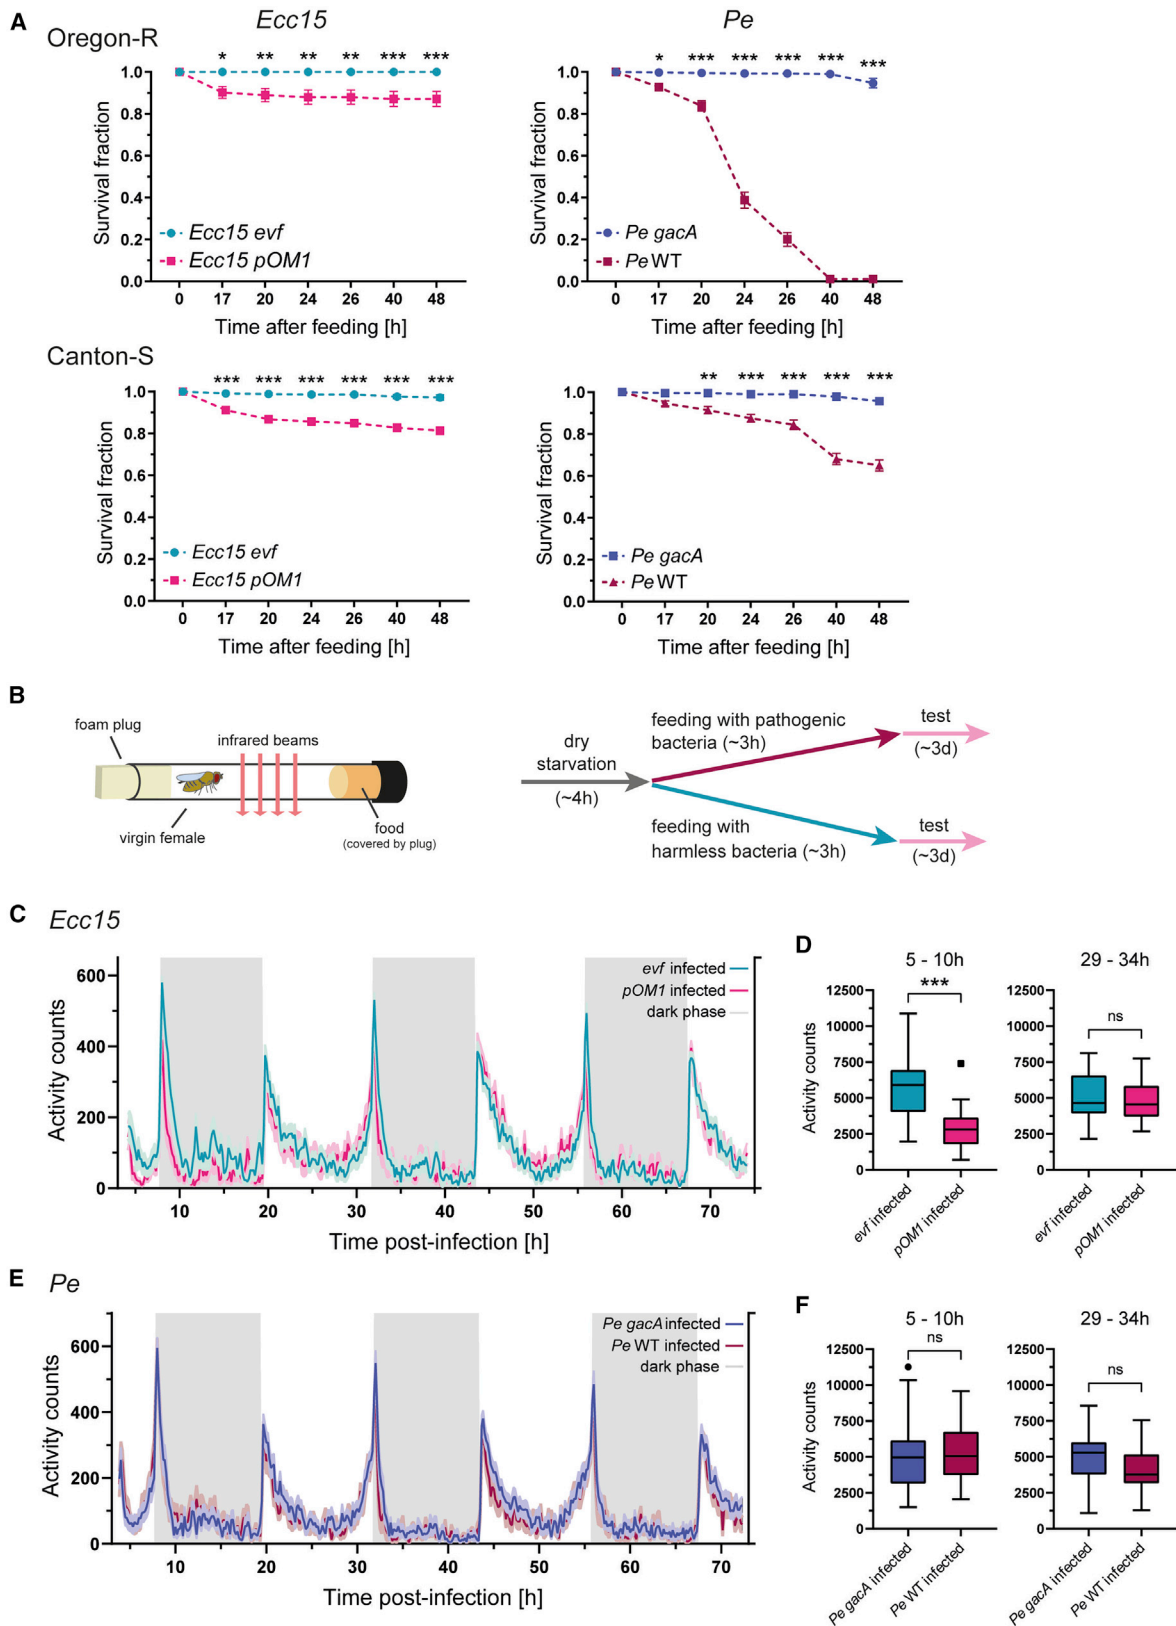 A
Ecc15
Pe
Oregon-R
* ** ** ** *** ***
* *** *** *** *** ***
1.0
0.8
0.6
0.4
0.2
0.0
Survival fraction
Ecc15 evf
Ecc15 pOM1
0 17 20 24 26 40 48
Time after feeding [h]
1.0
0.8
0.6
0.4
0.2
0.0
Survival fraction
Pe gacA
Pe WT
0 17 20 24 26 40 48
Time after feeding [h]
Canton-S
*** *** *** *** *** ***
** *** *** *** ***
1.0
0.8
0.6
0.4
0.2
0.0
Survival fraction
Ecc15 evf
Ecc15 pOM1
0 17 20 24 26 40 48
Time after feeding [h]
1.0
0.8
0.6
0.4
0.2
0.0
Survival fraction
Pe gacA
Pe WT
0 17 20 24 26 40 48
Time after feeding [h]
B
foam plug
infrared beams
virgin female
food
(covered by plug)
dry
starvation
(~4h)
feeding with pathogenic
bacteria (~3h)
test
(~3d)
feeding with
harmless bacteria (~3h)
test
(~3d)
C
Ecc15
evf infected
pOM1 infected
dark phase
600
400
200
0
Activity counts
10 20 30 40 50 60 70
Time post-infection [h]
D
5 - 10h
29 - 34h
***
ns
12500
10000
7500
5000
2500
0
Activity counts
evf infected
pOM1 infected
12500
10000
7500
5000
2500
0
evf infected
pOM1 infected
E
Pe
Pe gacA infected
Pe WT infected
dark phase
600
400
200
0
Activity counts
10 20 30 40 50 60 70
Time post-infection [h]
F
5 - 10h
29 - 34h
ns
ns
12500
10000
7500
5000
2500
0
Activity counts
Pe gacA infected
Pe WT infected
12500
10000
7500
5000
2500
0
Pe gacA infected
Pe WT infected